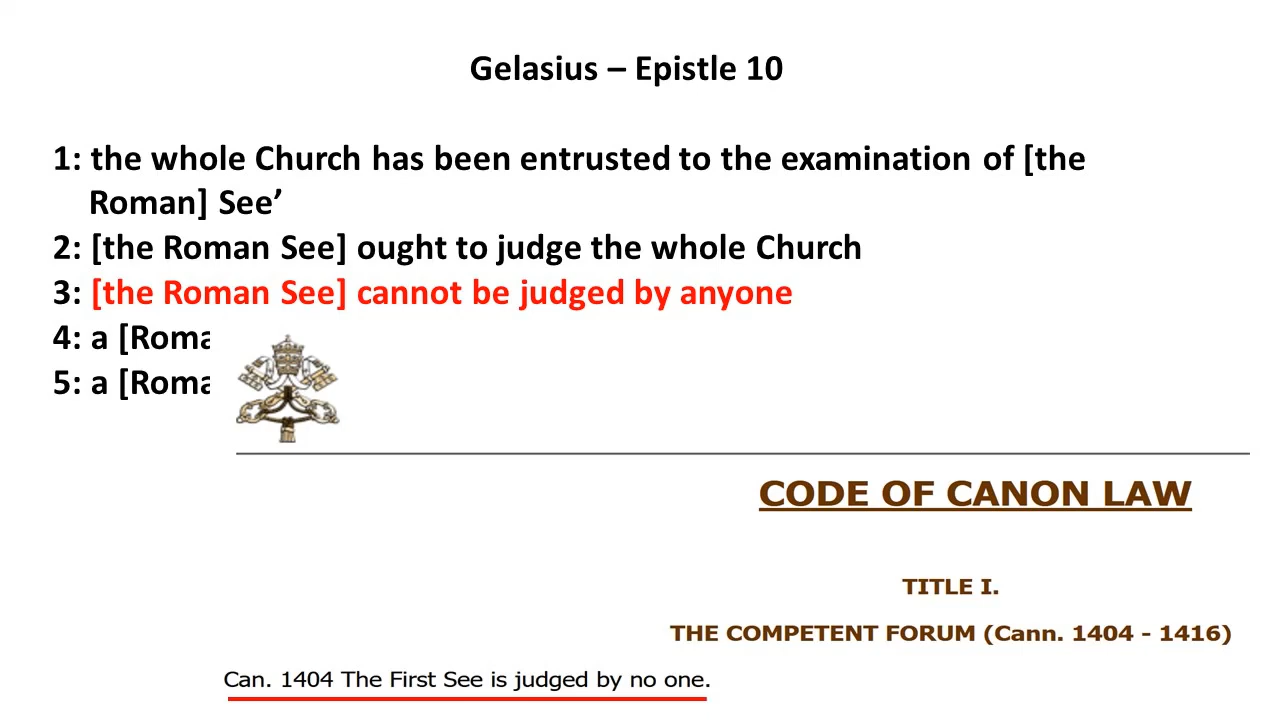 Gelasius – Epistle 10
1: the whole Church has been entrusted to the examination of [the
Roman] See’
2: [the Roman See] ought to judge the whole Church
3: [the Roman See] cannot be judged by anyone
4: a [Roma
5: a [Roma
CODE OF CANON LAW
TITLE I.
THE COMPETENT FORUM (Cann. 1404 - 1416)
Can. 1404 The First See is judged by no one.